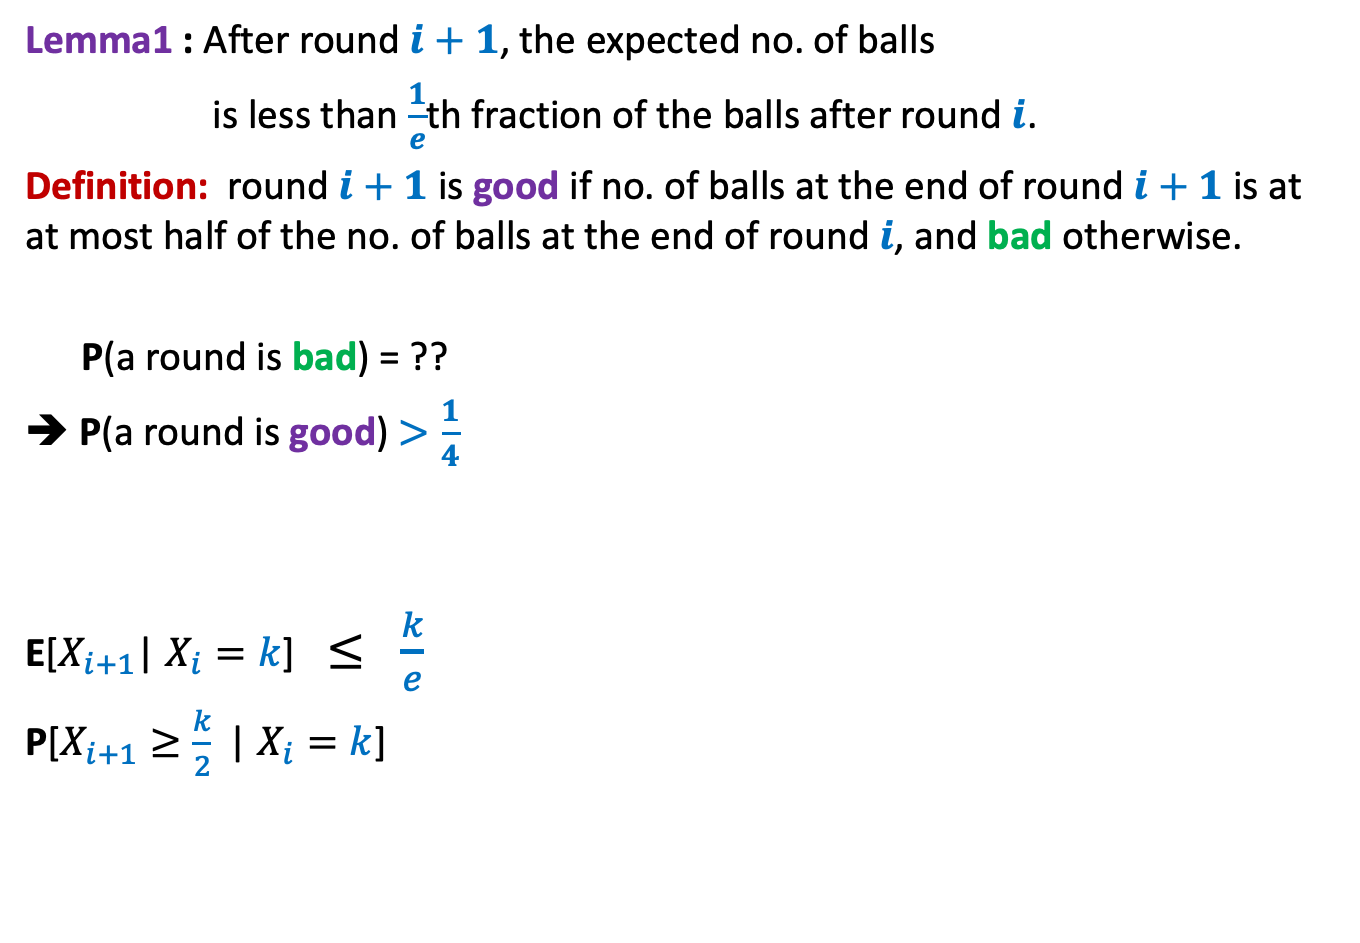 Lemma1 : After round i + 1, the expected no. of balls
is less than 1/e th fraction of the balls after round i.
Definition: round i + 1 is good if no. of balls at the end of round i + 1 is at
at most half of the no. of balls at the end of round i, and bad otherwise.
P(a round is bad) = ??
➔ P(a round is good) > 1/4
E[X_{i+1} | X_i = k] ≤ k/e
P[X_{i+1} ≥ k/2 | X_i = k]